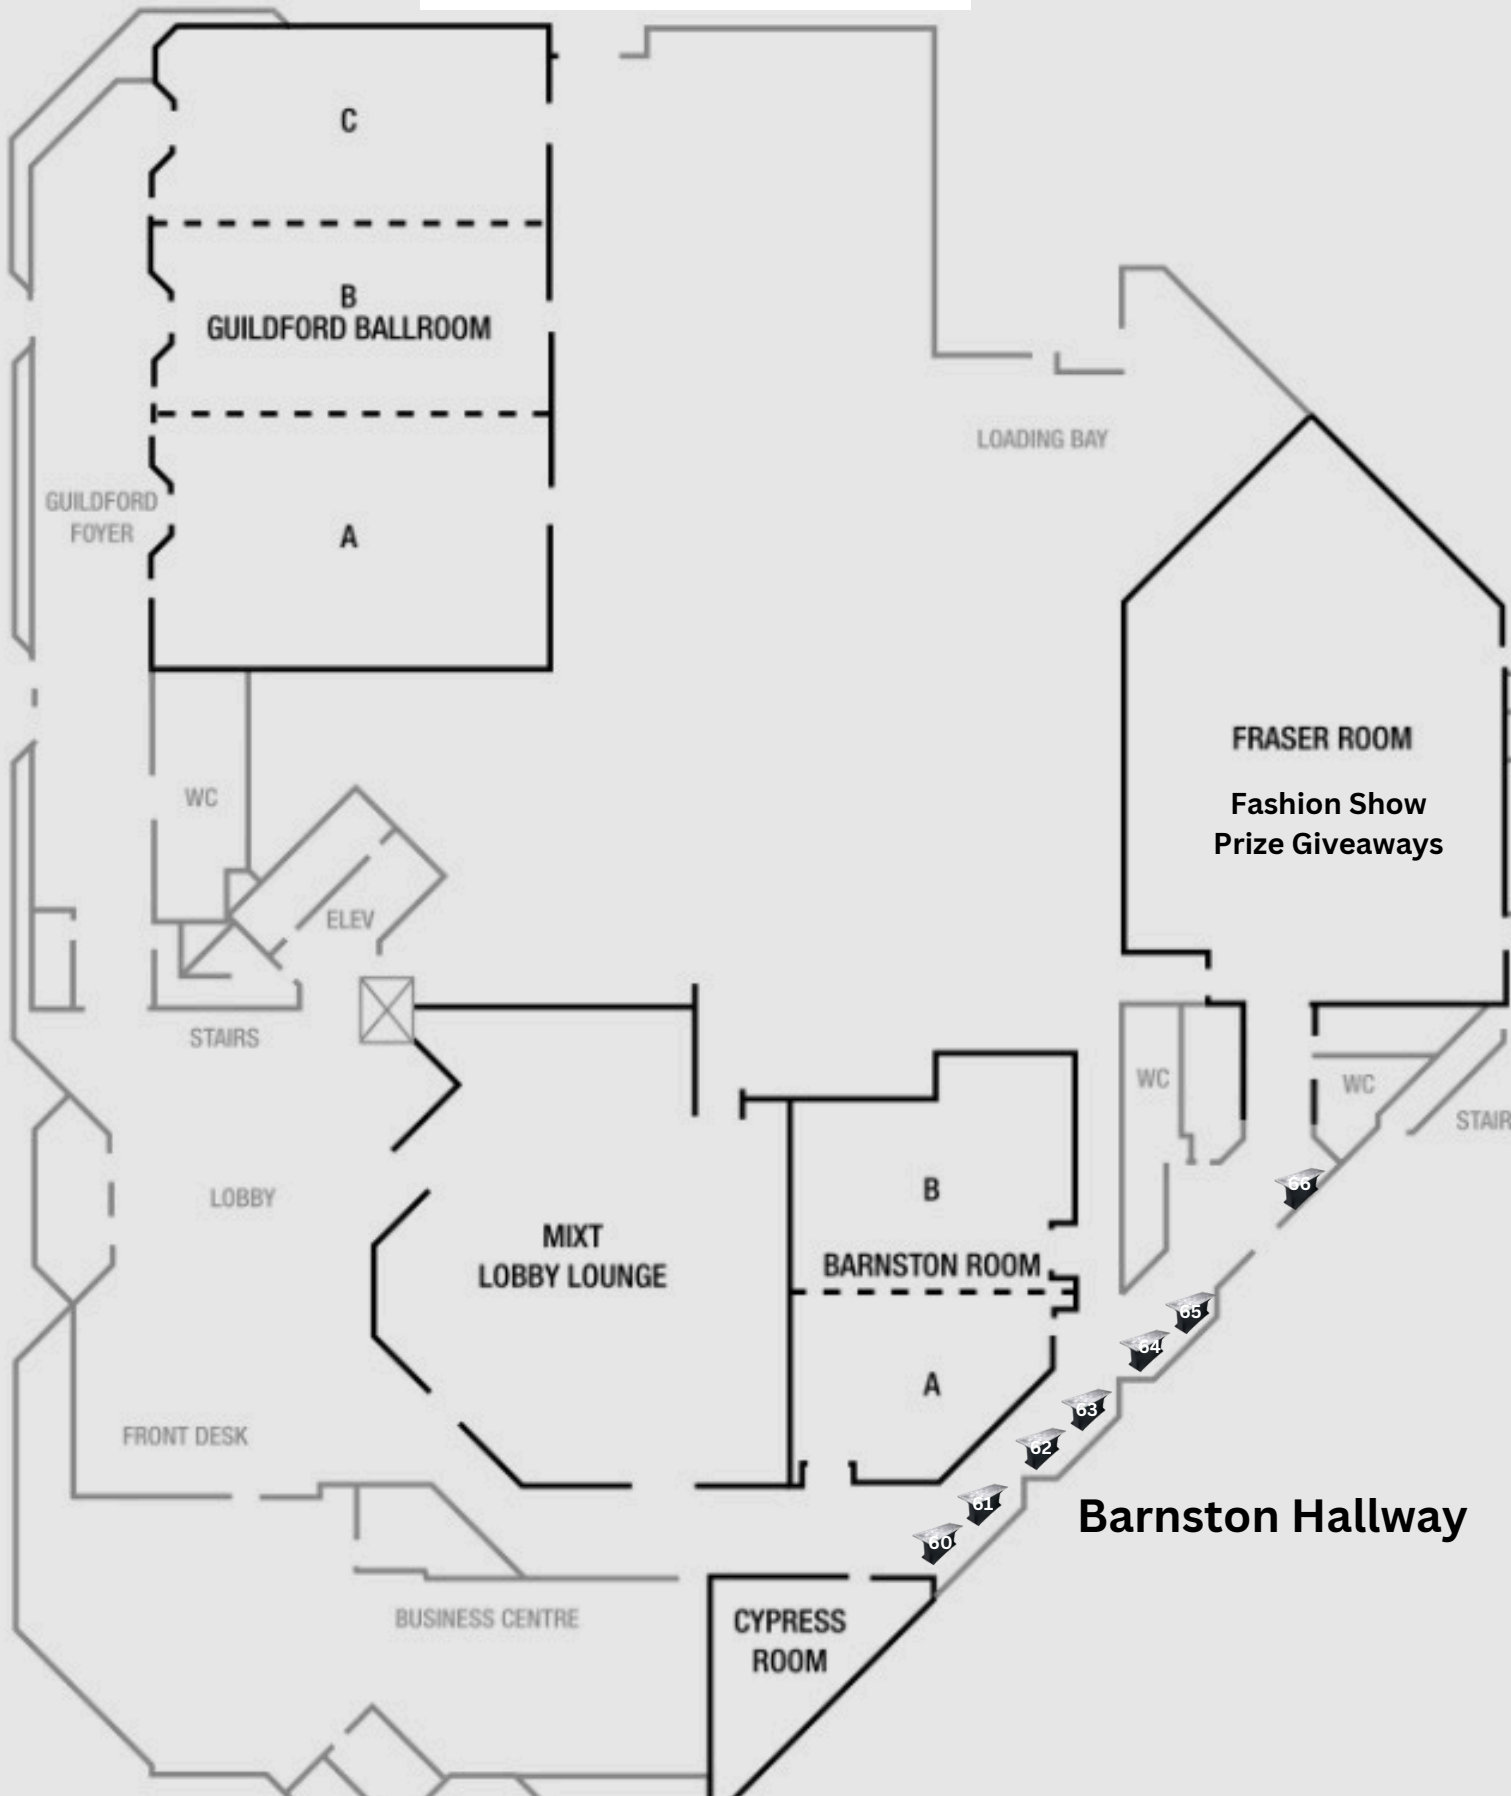 C
B
GUILDFORD BALLROOM
LOADING BAY
GUILDFORD
FOYER
A
FRASER ROOM
Fashion Show
Prize Giveaways
WC
ELEV
STAIRS
WC
WC
STAIR
LOBBY
B
66
MIXT
LOBBY LOUNGE
BARNSTON ROOM
65
64
A
63
FRONT DESK
62
61
Barnston Hallway
60
BUSINESS CENTRE
CYPRESS
ROOM